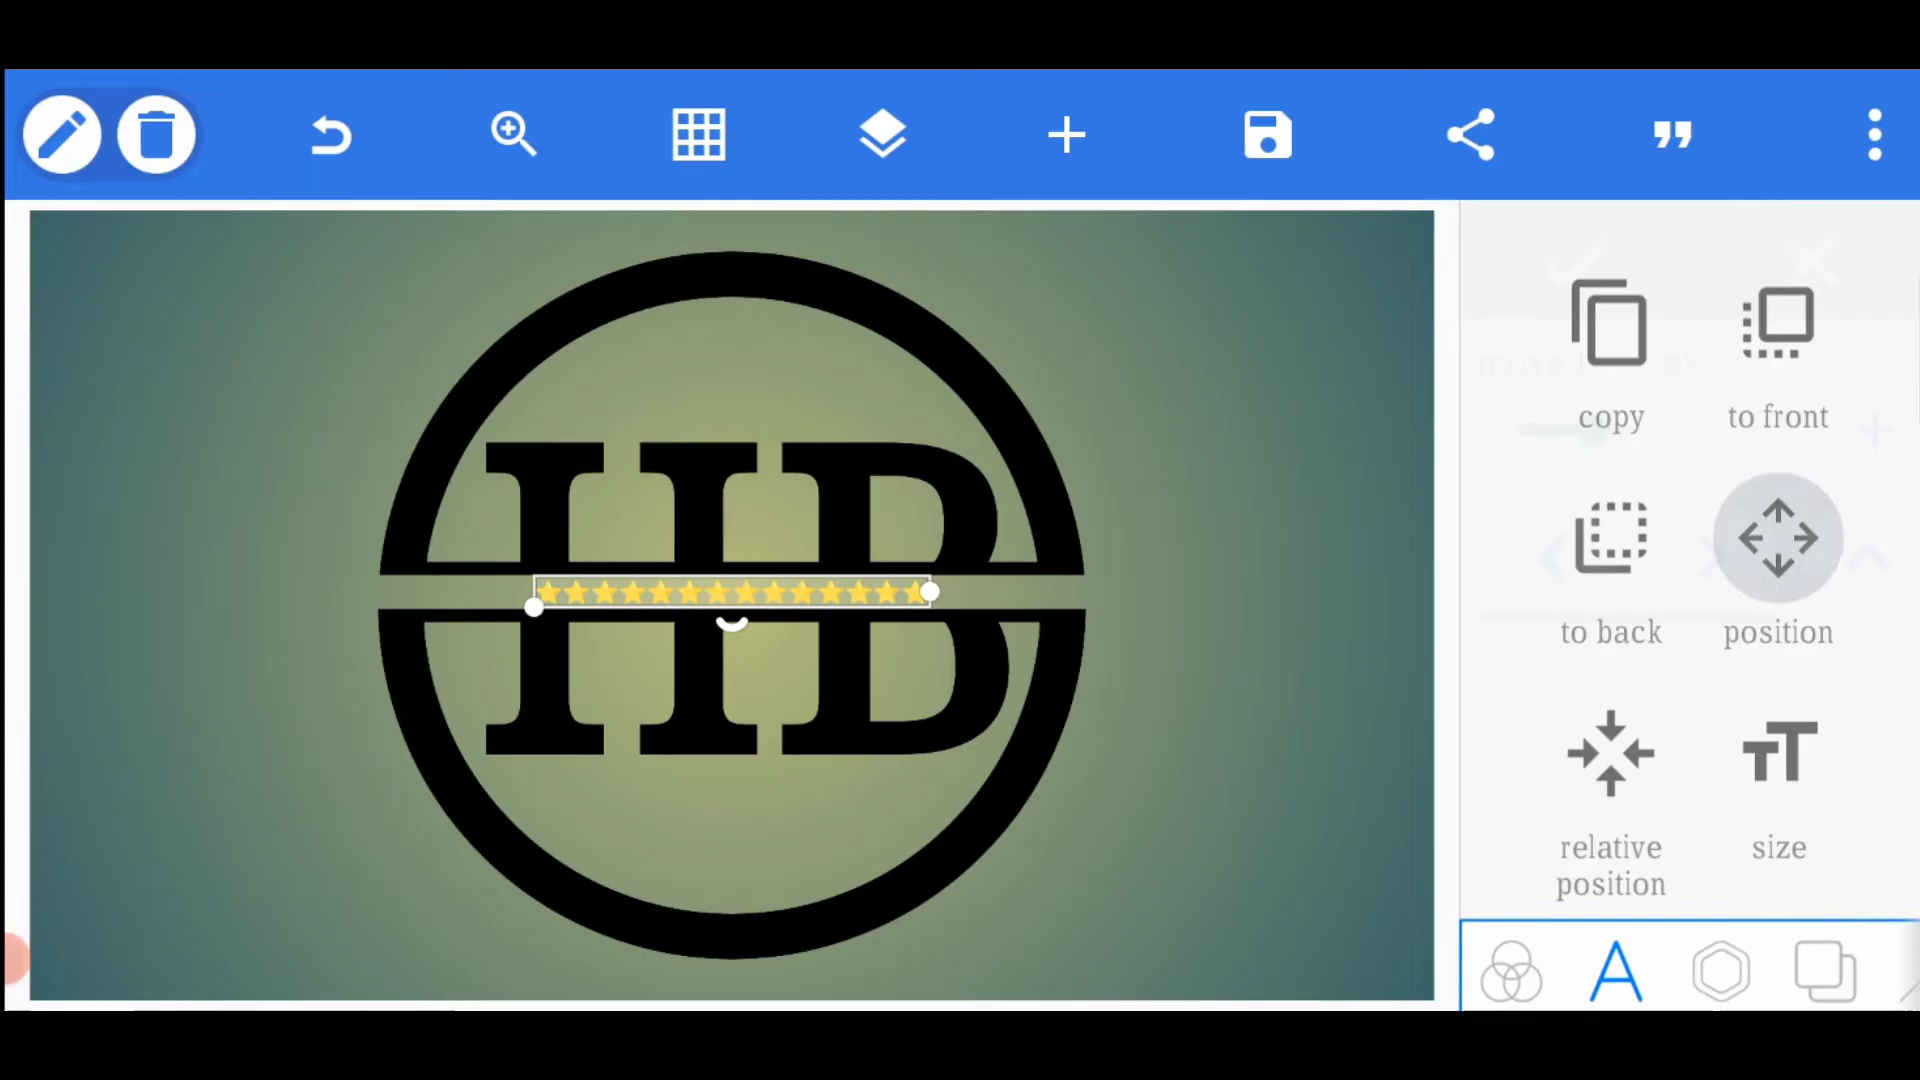 copy
to front
HB
⭐⭐⭐⭐⭐⭐⭐⭐⭐⭐⭐⭐⭐⭐
to back
position
relative
position
size